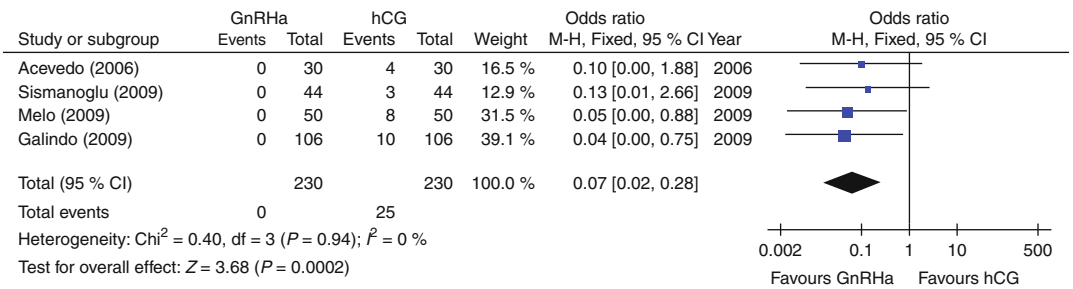 GnRHa hCG Odds ratio Odds ratio
Study or subgroup Events Total Events Total Weight M-H, Fixed, 95 % CI Year M-H, Fixed, 95 % CI
Acevedo (2006) 0 30 4 30 16.5 % 0.10 [0.00, 1.88] 2006
Sismanoglu (2009) 0 44 3 44 12.9 % 0.13 [0.01, 2.66] 2009
Melo (2009) 0 50 8 50 31.5 % 0.05 [0.00, 0.88] 2009
Galindo (2009) 0 106 10 106 39.1 % 0.04 [0.00, 0.75] 2009
Total (95 % CI) 230 230 100.0 % 0.07 [0.02, 0.28]
Total events 0 25
Heterogeneity: Chi² = 0.40, df = 3 (P = 0.94); I² = 0 %
Test for overall effect: Z = 3.68 (P = 0.0002)
0.002 0.1 1 10 500
Favours GnRHa Favours hCG